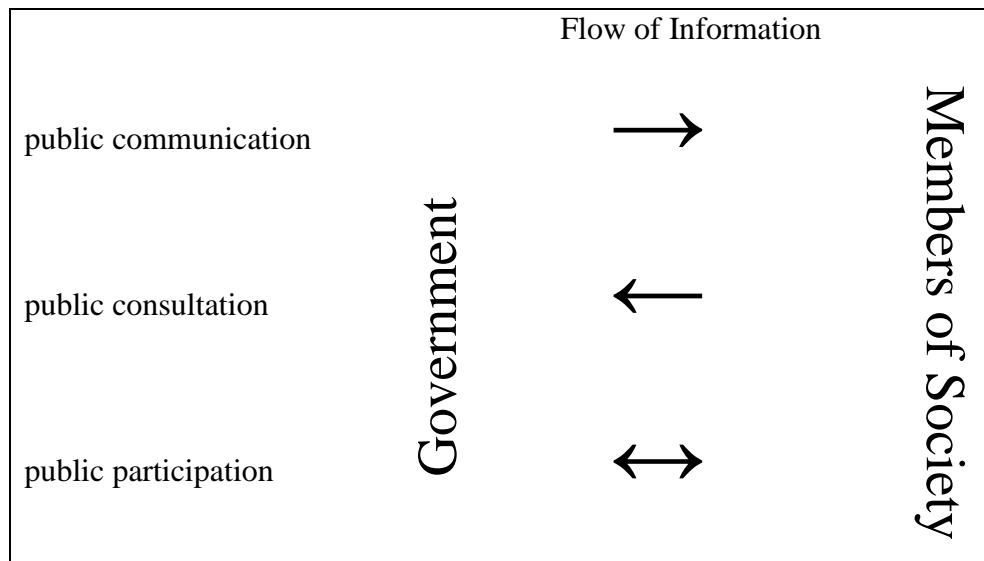 Flow of Information
public communication
public consultation
public participation
Government
Members of Society